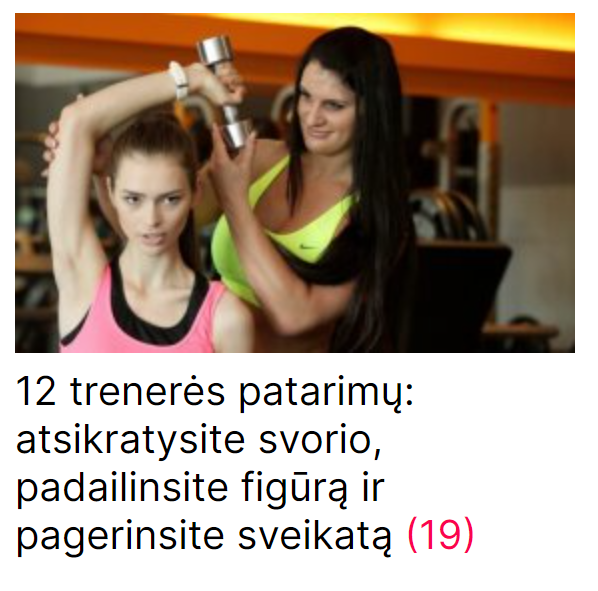 12 trenerės patarimų:
atsikratysite svorio,
padailinsite figūrą ir
pagerinsite sveikatą (19)